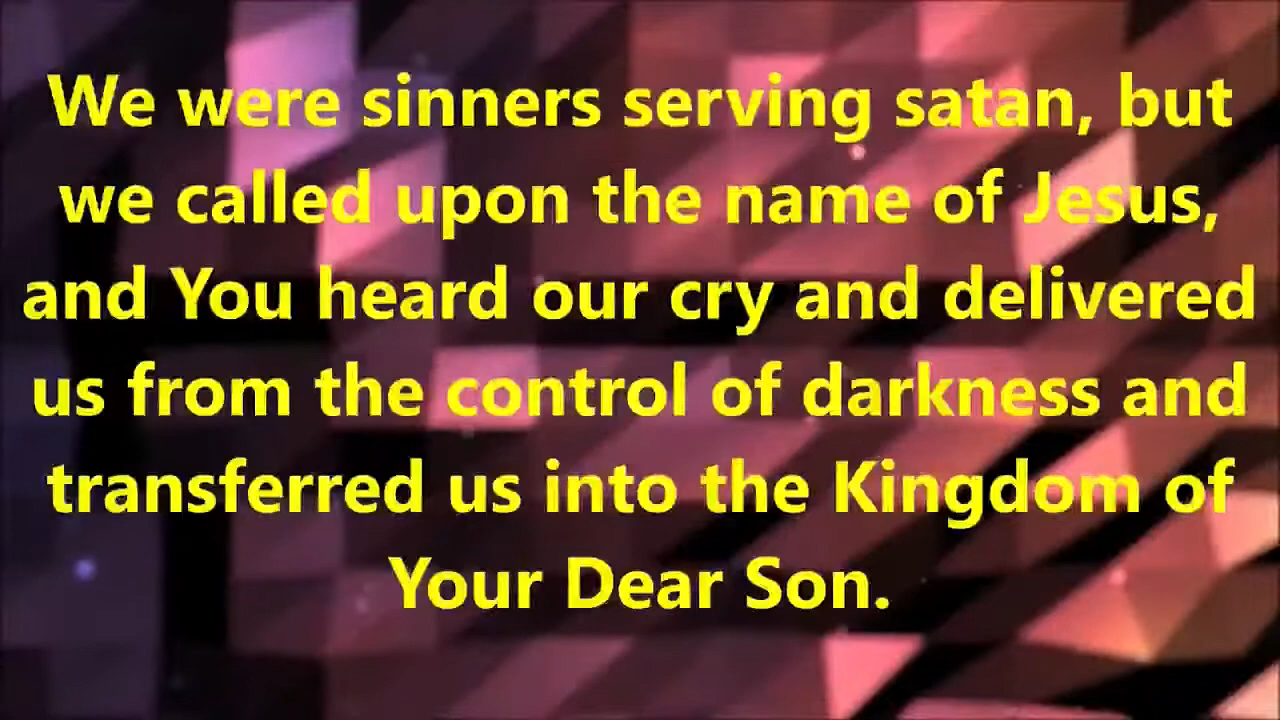 We were sinners serving satan, but
we called upon the name of Jesus,
and You heard our cry and delivered
us from the control of darkness and
transferred us into the Kingdom of
Your Dear Son.